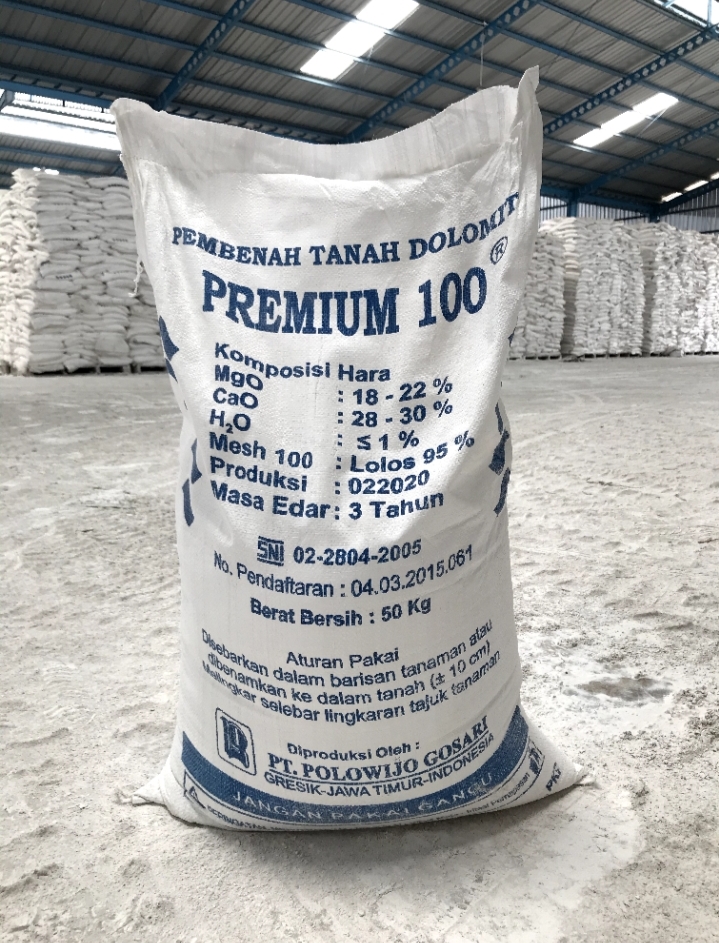 PEMBENAH TANAH DOLOMIT
PREMIUM 100 ®
Komposisi Hara
MgO : 18 - 22 %
CaO : 28 - 30 %
H₂O : ≤ 1 %
Mesh 100 : Lolos 95 %
Produksi : 022020
Masa Edar : 3 Tahun
SNI 02-2804-2005
No. Pendaftaran : 04.03.2015.061
Berat Bersih : 50 Kg
Aturan Pakai
Disebarkan dalam barisan tanaman atau
dibenamkan ke dalam tanah (± 10 cm)
Melingkar selebar lingkaran tajuk tanaman
Diproduksi Oleh :
PT. POLOWIJO GOSARI
GRESIK-JAWA TIMUR-INDONESIA
JANGAN PAKAI GANCU